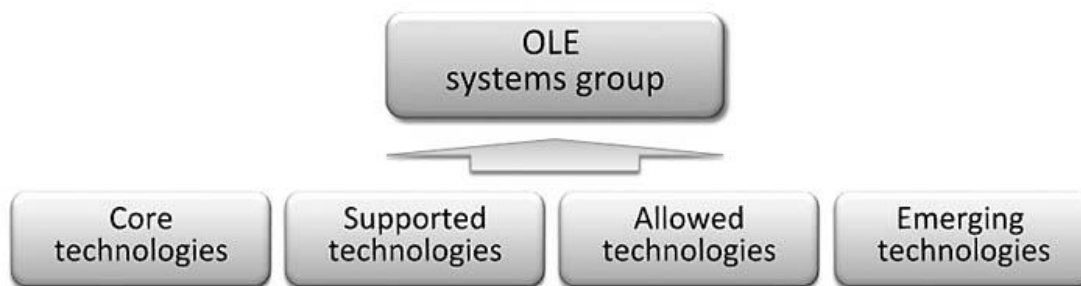 OLE
systems group
Core
technologies
Supported
technologies
Allowed
technologies
Emerging
technologies